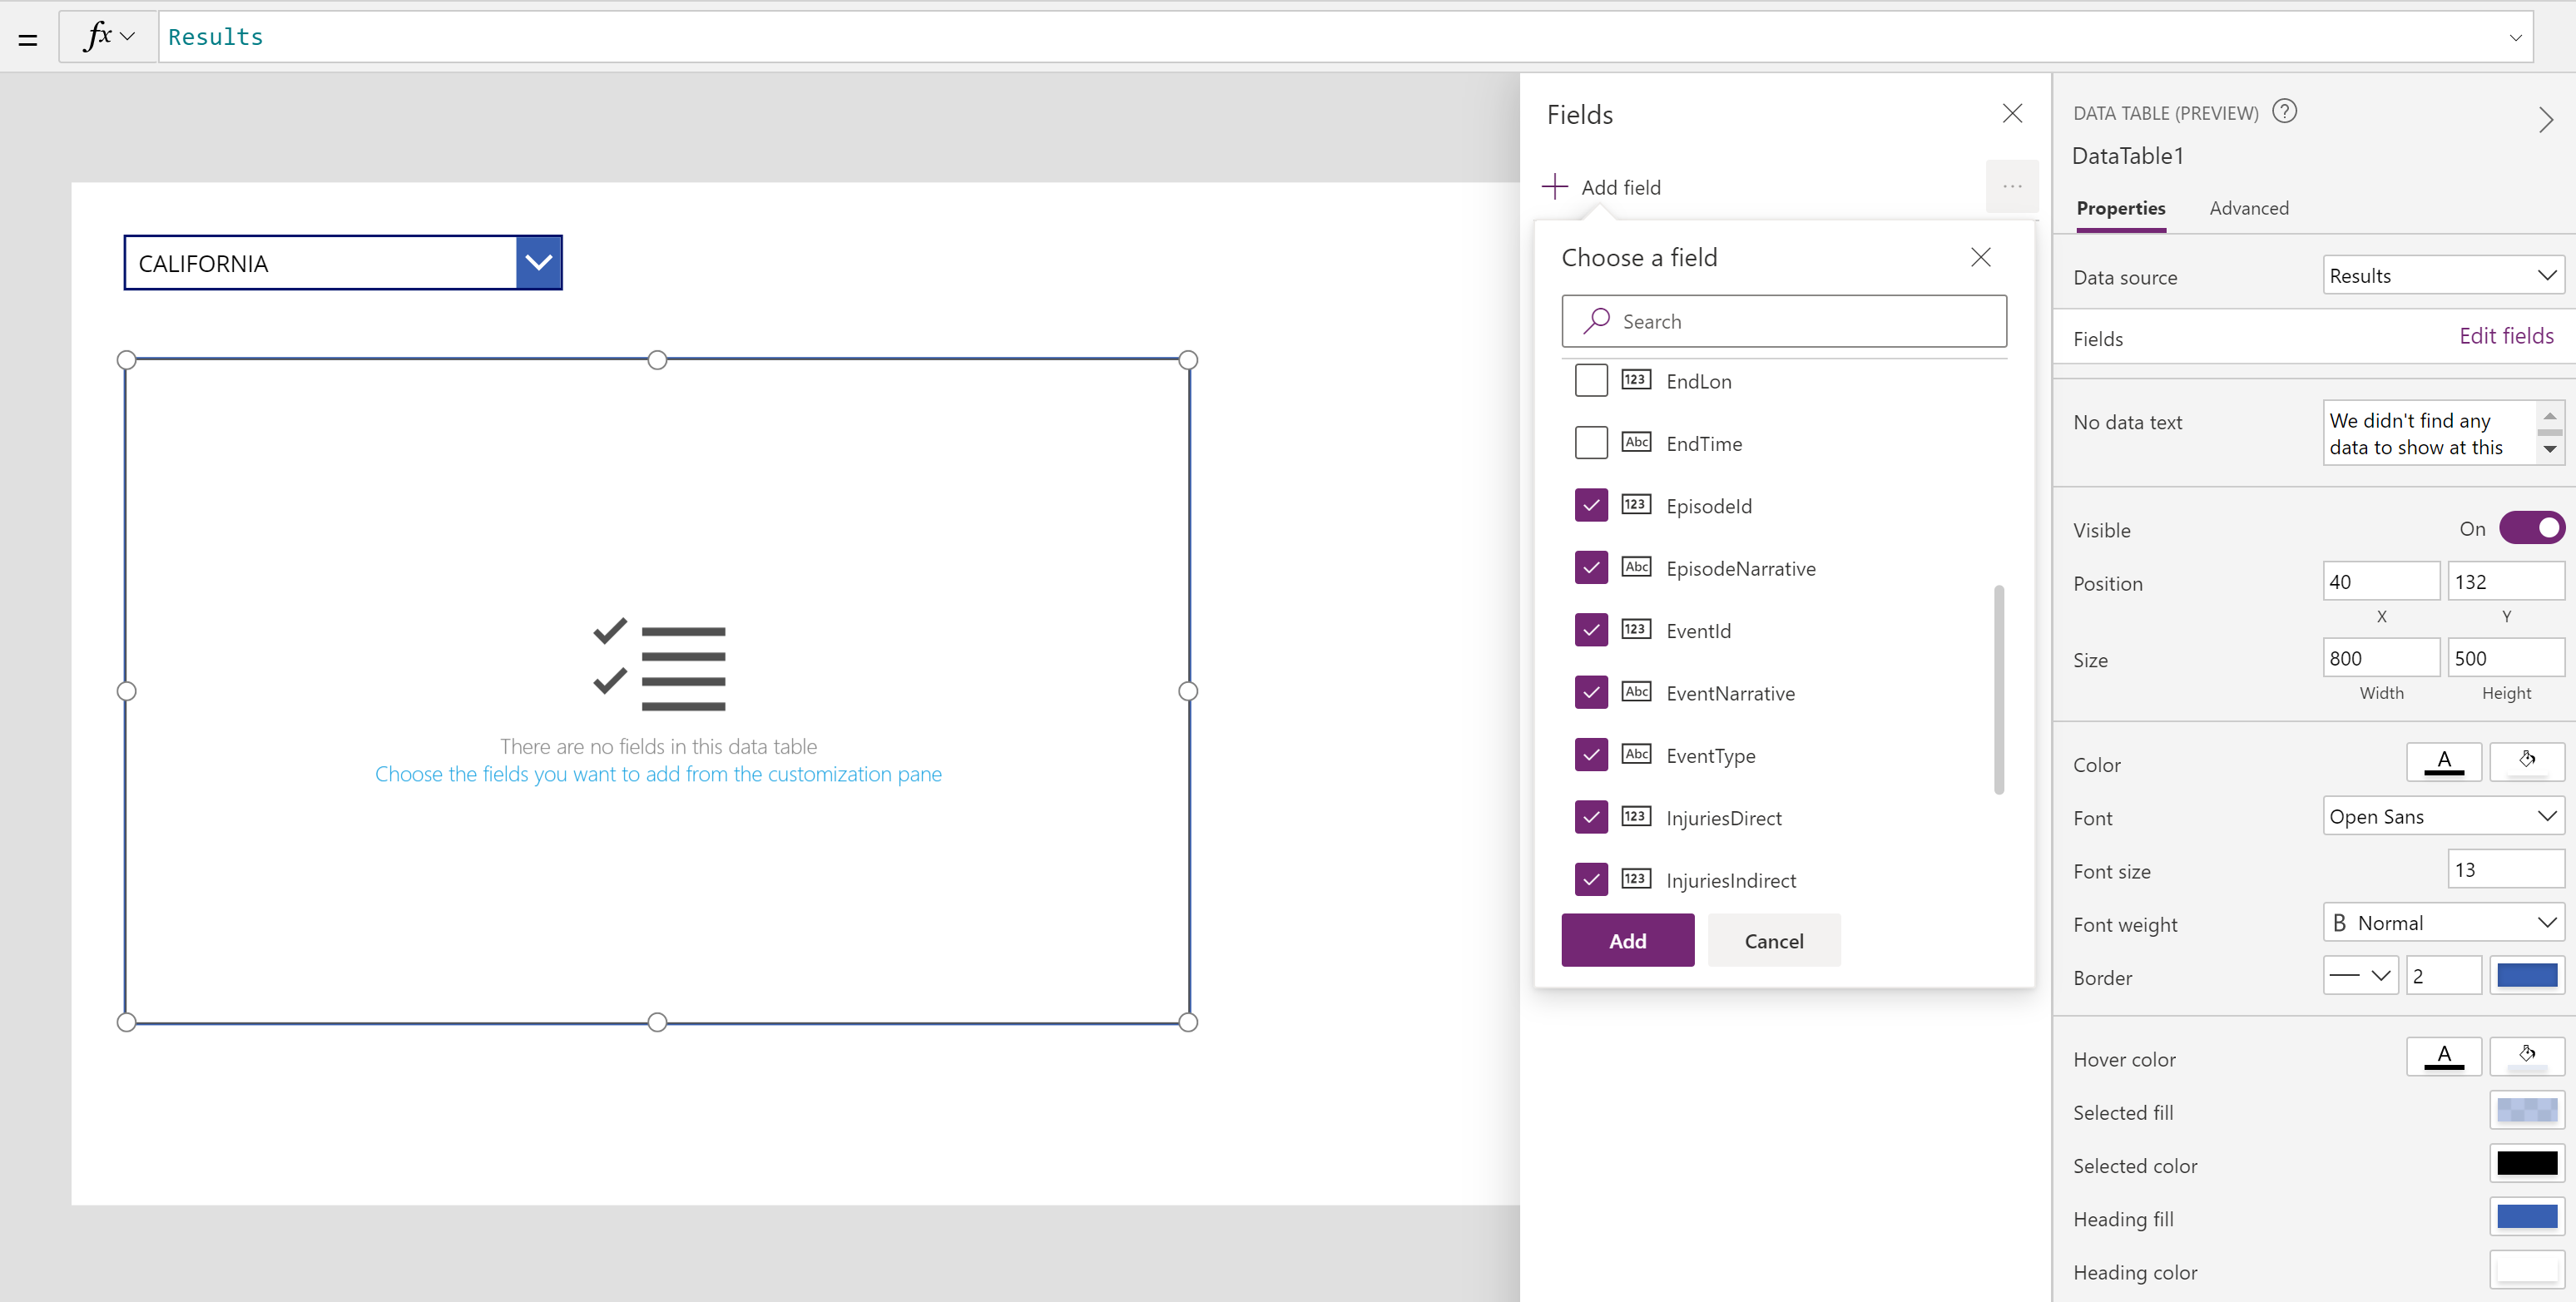 = fx Results
CALIFORNIA
There are no fields in this data table
Choose the fields you want to add from the customization pane
Fields
Add field
...
Choose a field
Search
123 EndLon
Abc EndTime
123 EpisodeId
Abc EpisodeNarrative
123 EventId
Abc EventNarrative
Abc EventType
123 InjuriesDirect
123 InjuriesIndirect
Add Cancel
DATA TABLE (PREVIEW) ?
DataTable1
Properties Advanced
Data source Results
Fields Edit fields
No data text We didn't find any
data to show at this
Visible On
Position 40 132
X Y
Size 800 500
Width Height
Color A
Font Open Sans
Font size 13
Font weight B Normal
Border 2
Hover color A
Selected fill
Selected color
Heading fill
Heading color